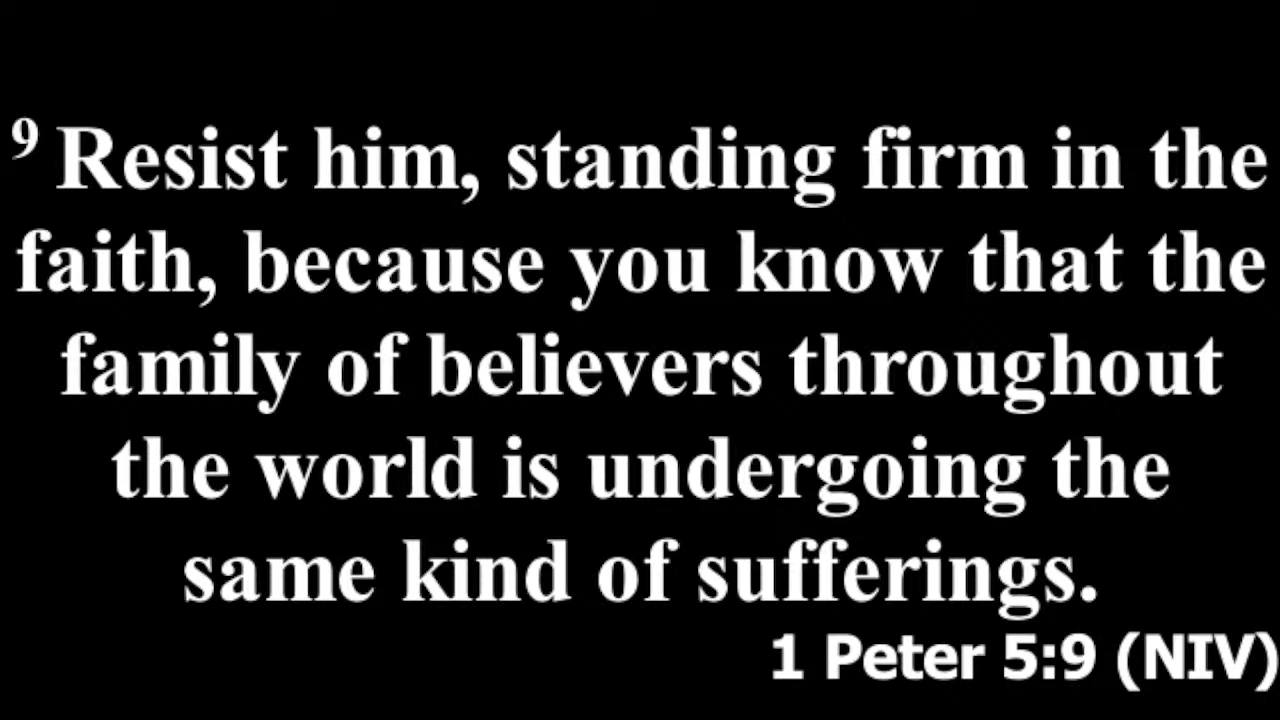 9 Resist him, standing firm in the
faith, because you know that the
family of believers throughout
the world is undergoing the
same kind of sufferings.
1 Peter 5:9 (NIV)